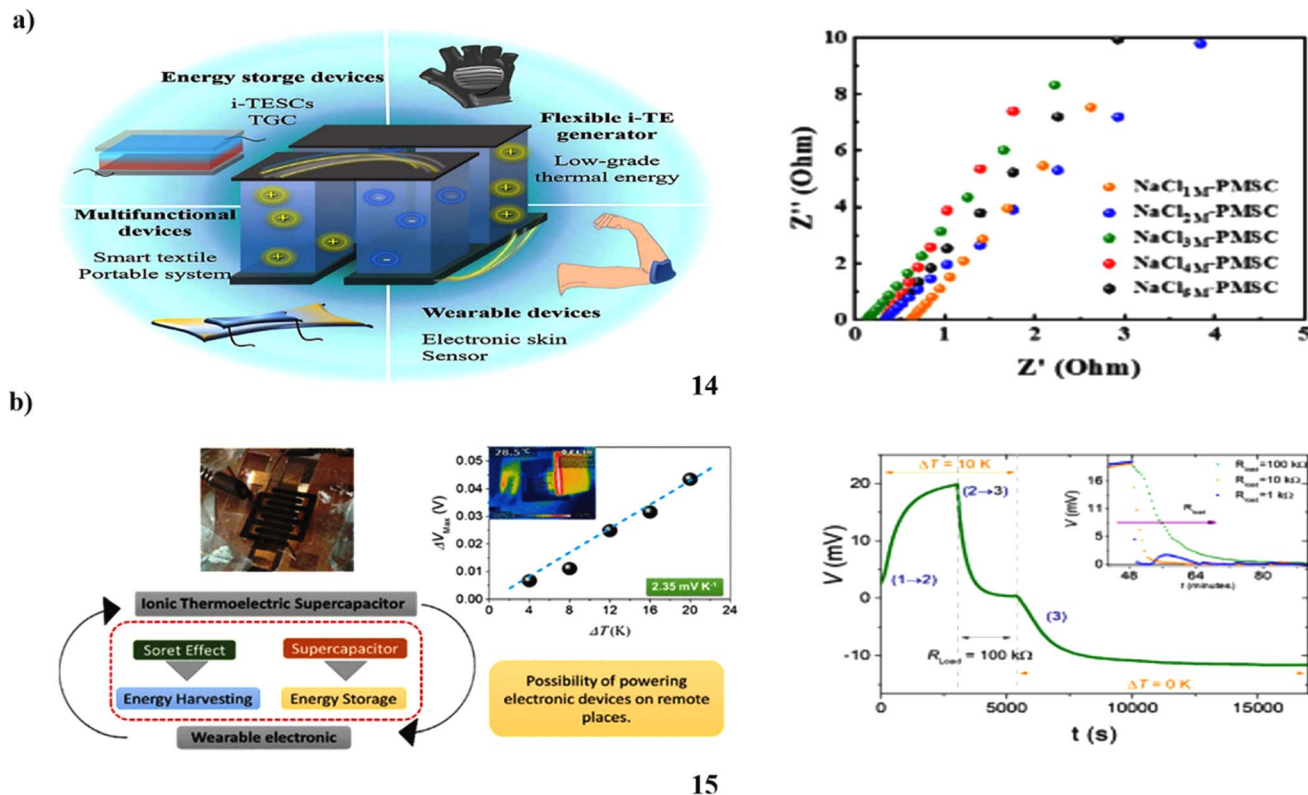 a)
Energy storge devices
i-TESCs
TGC
Flexible i-TE
generator
Low-grade
thermal energy
Multifunctional
devices
Smart textile
Portable system
Wearable devices
Electronic skin
Sensor
14
10
8
6
4
2
0
Z'' (Ohm)
NaCl1M-PMSC
NaCl2M-PMSC
NaCl3M-PMSC
NaCl4M-PMSC
NaCl5M-PMSC
0 1 2 3 4 5
Z' (Ohm)
b)
Ionic Thermoelectric Supercapacitor
Soret Effect
Supercapacitor
Energy Harvesting
Energy Storage
Wearable electronic
28.5°C
0.05
0.04
0.03
0.02
0.01
0.00
ΔVMax (V)
2.35 mV K-1
0 4 8 12 16 20 24
ΔT (K)
Possibility of powering
electronic devices on remote
places.
15
ΔT = 10 K
20
10
0
-10
V (mV)
(1→2)
(2→3)
(3)
RLoad = 100 kΩ
ΔT = 0 K
0 5000 10000 15000
t (s)
Rload=100 kΩ
Rload=10 kΩ
Rload=1 kΩ
Rload
V (mV)
48 64 80
t (minutes)